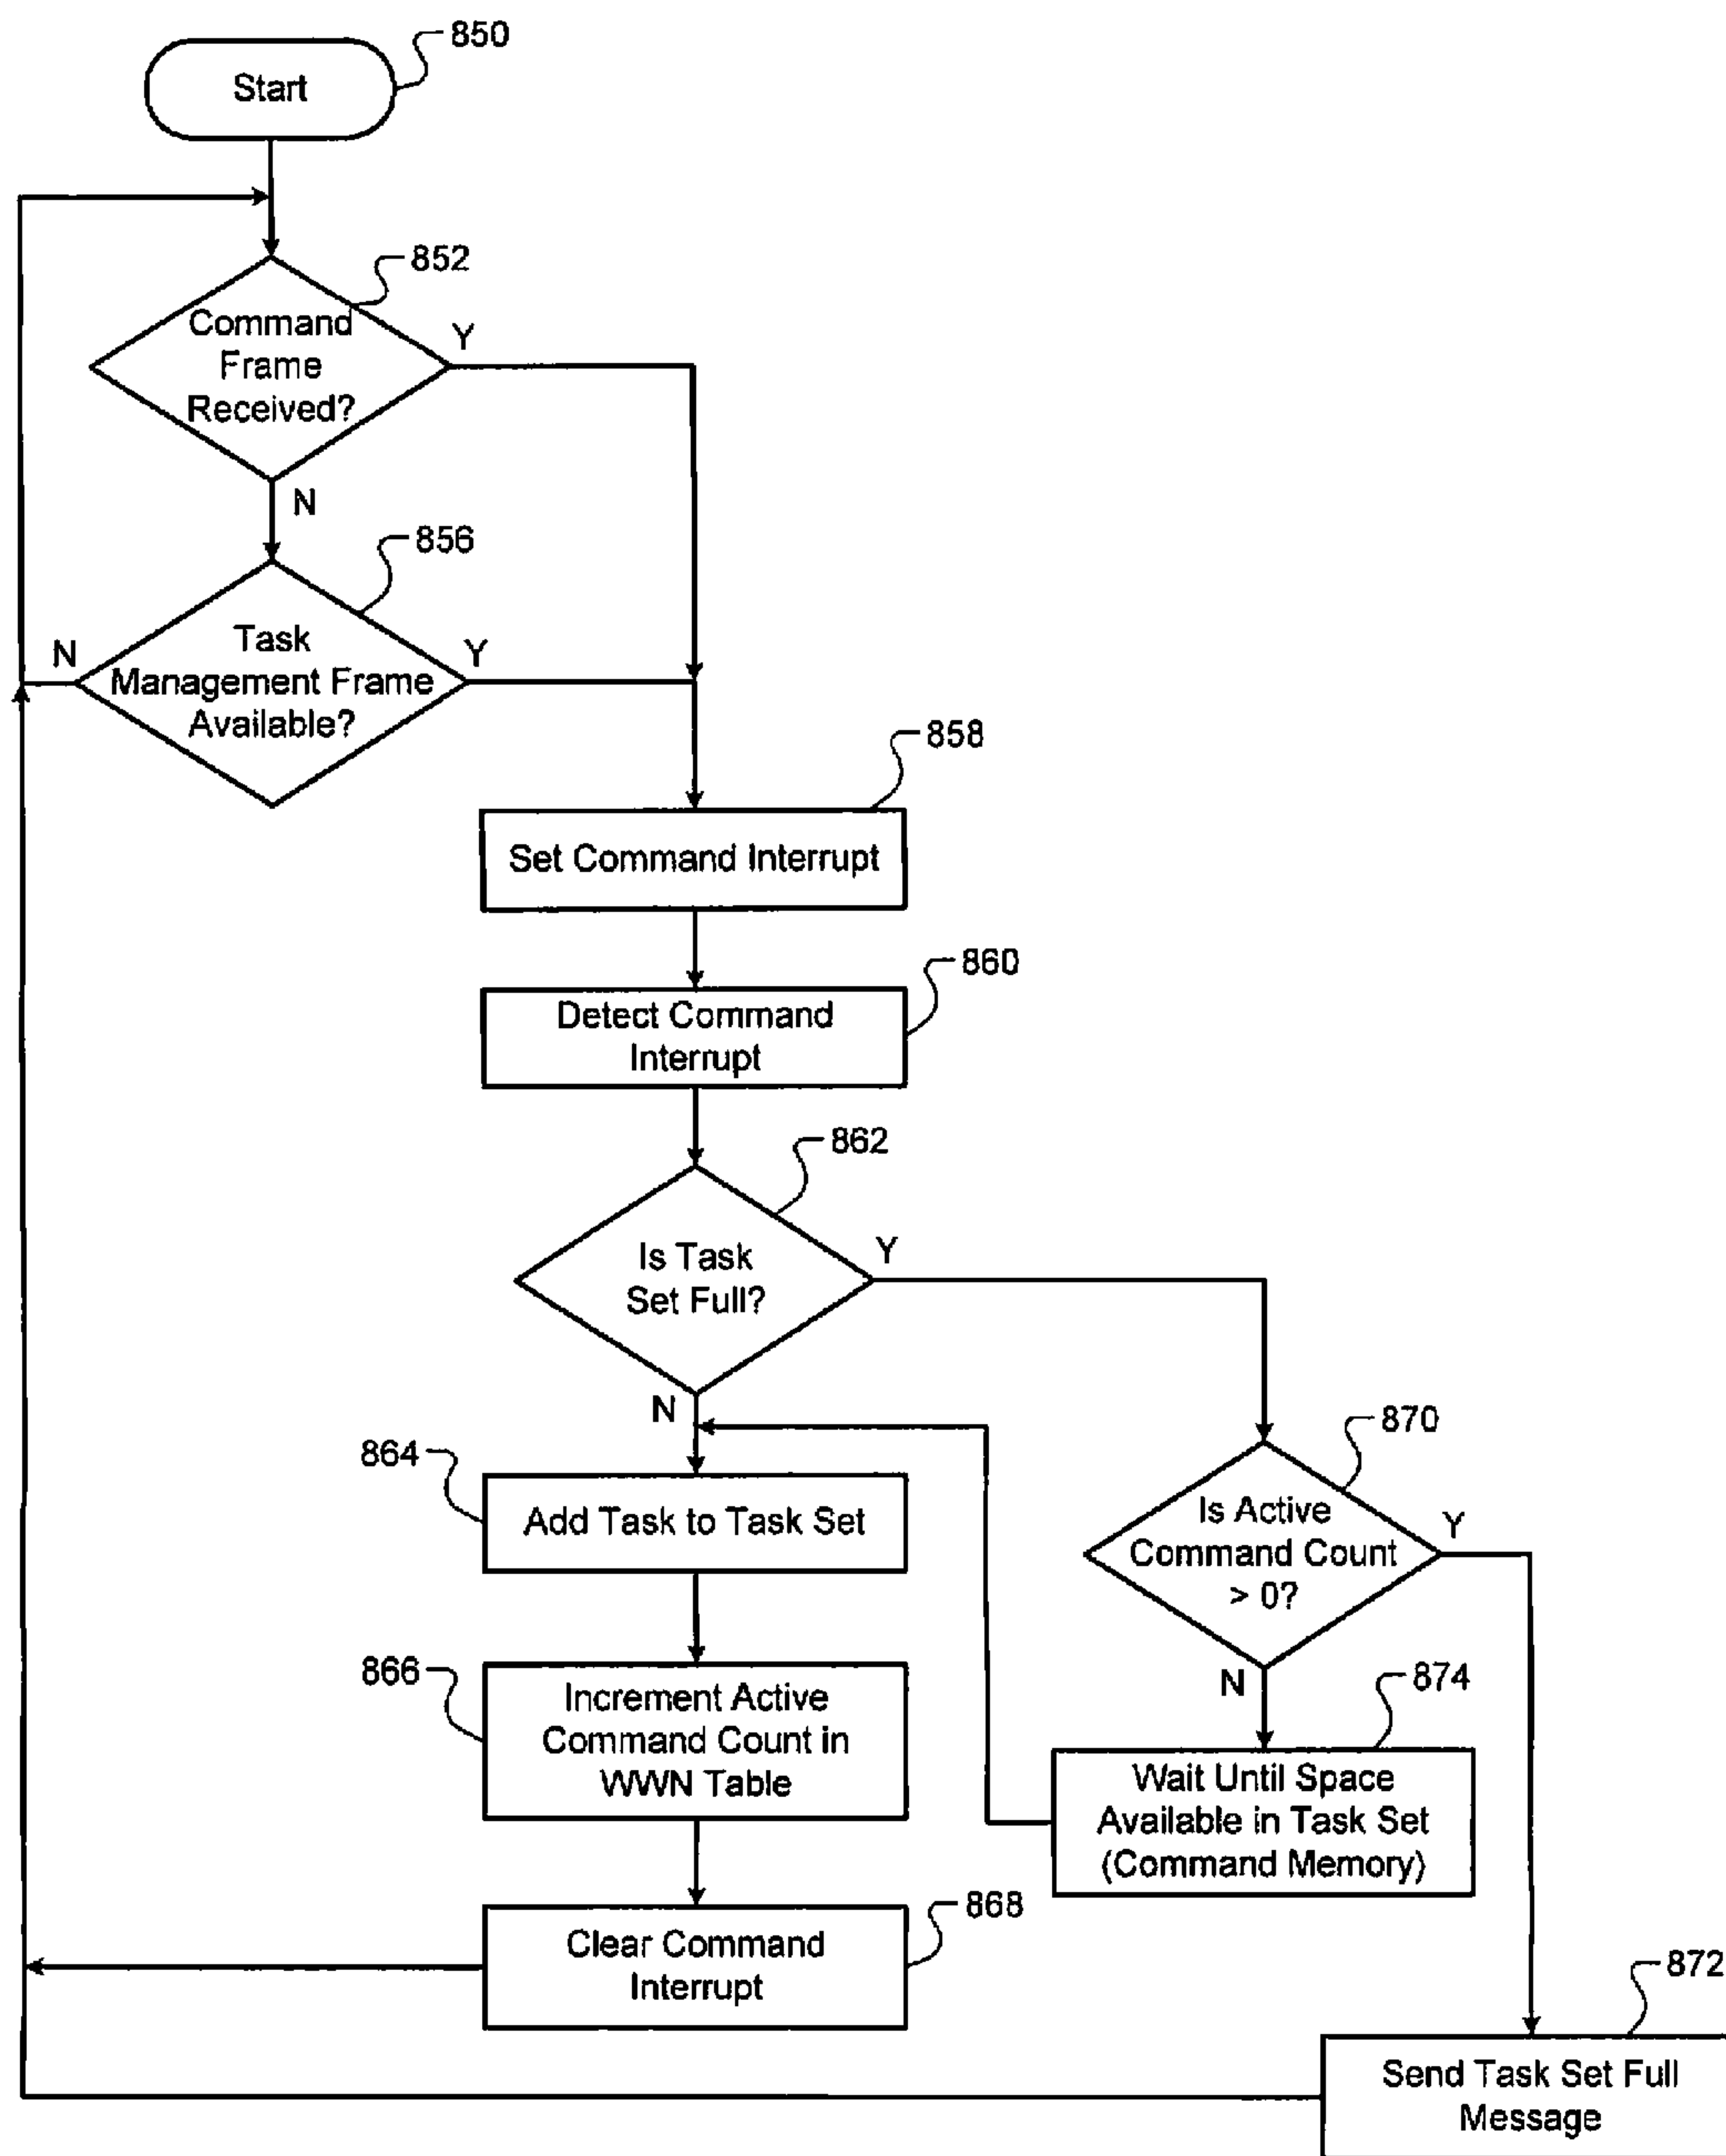 850
Start
852
Command
Frame
Received?
Y
N
856
Task
Management Frame
Available?
N
Y
858
Set Command Interrupt
860
Detect Command
Interrupt
862
Is Task
Set Full?
Y
N
864
Add Task to Task Set
870
Is Active
Command Count
> 0?
Y
N
866
Increment Active
Command Count in
WWN Table
874
Wait Until Space
Available in Task Set
(Command Memory)
868
Clear Command
Interrupt
872
Send Task Set Full
Message